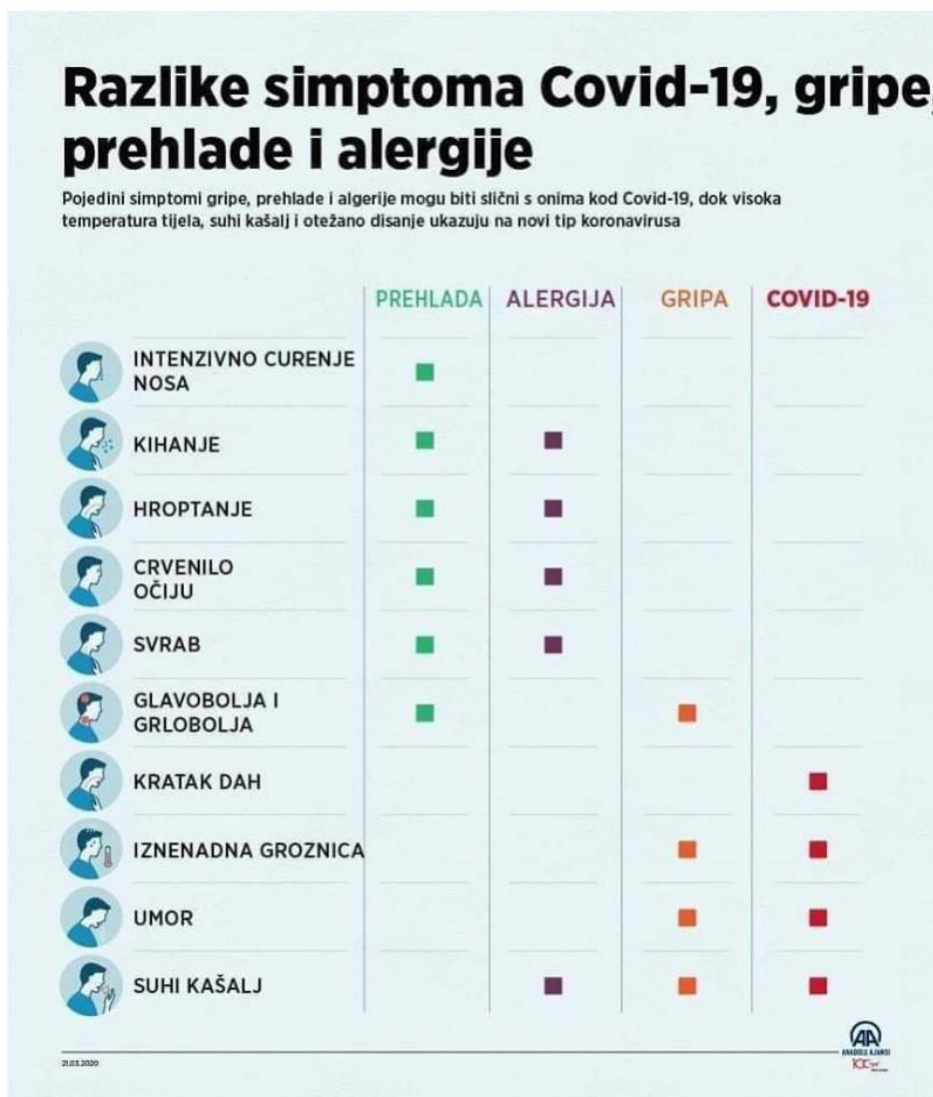 Razlike simptoma Covid-19, gripe,
prehlade i alergije
Pojedini simptomi gripe, prehlade i algerije mogu biti slični s onima kod Covid-19, dok visoka
temperatura tijela, suhi kašalj i otežano disanje ukazuju na novi tip koronavirusa
PREHLADA ALERGIJA GRIPA COVID-19
INTENZIVNO CURENJE
NOSA
KIHANJE
HROPTANJE
CRVENILO
OČIJU
SVRAB
GLAVOBOLJA I
GRLOBOLJA
KRATAK DAH
IZNENADNA GROZNICA
UMOR
SUHI KAŠALJ
AA
ANADOLU AJANSI
21.03.2020